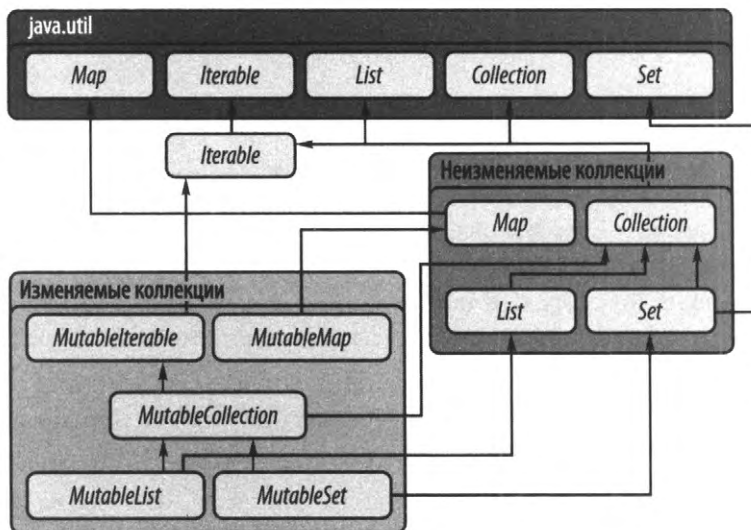 java.util
Map Iterable List Collection Set
Iterable
Неизменяемые коллекции
Map Collection
List Set
Изменяемые коллекции
MutableIterable MutableMap
MutableCollection
MutableList MutableSet